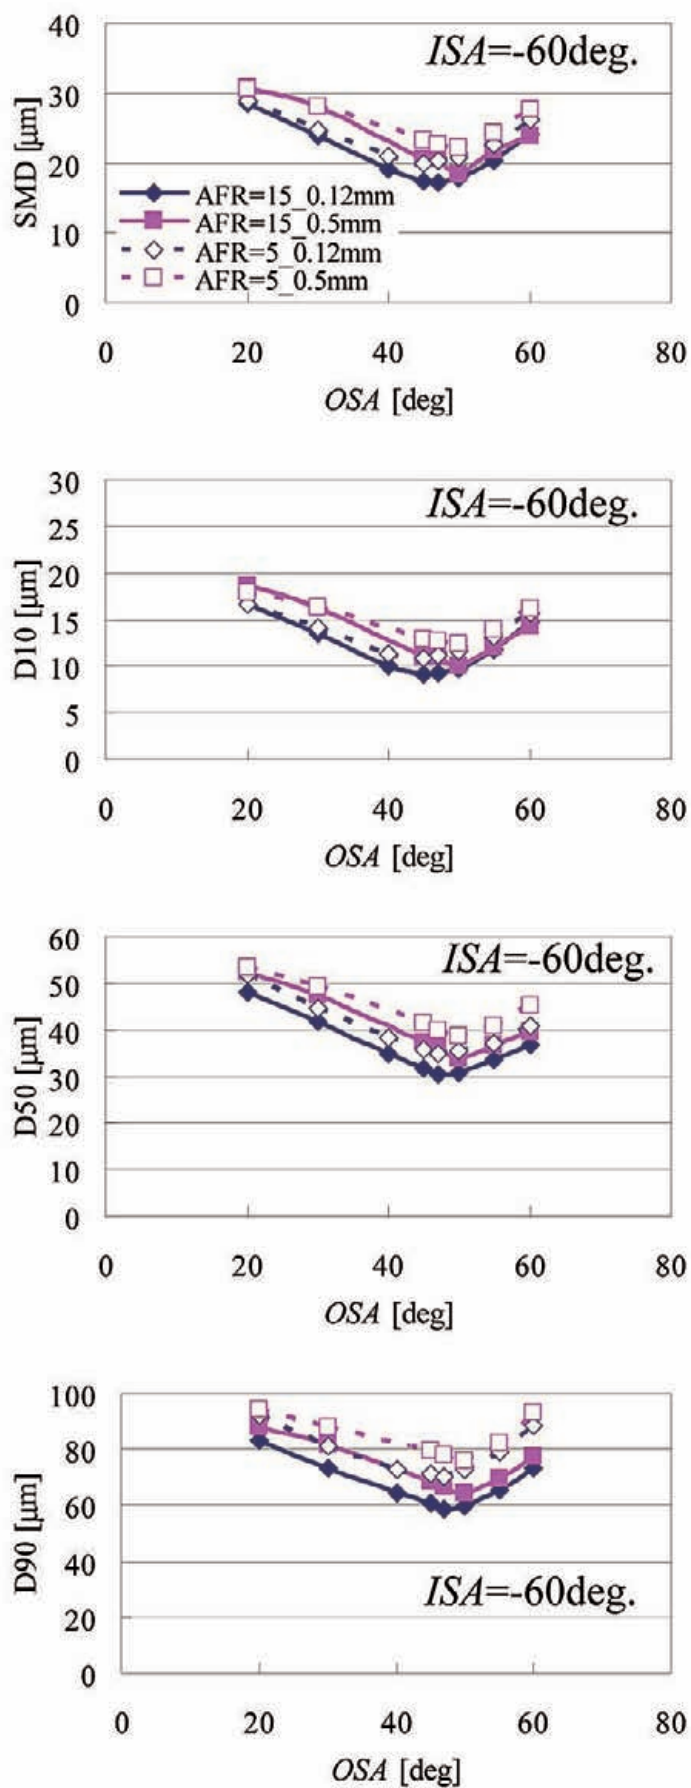 40
ISA=-60deg.
30
20
10
0
SMD [μm]
AFR=15_0.12mm
AFR=15_0.5mm
AFR=5_0.12mm
AFR=5_0.5mm
0 20 40 60 80
OSA [deg]
30
ISA=-60deg.
25
20
15
10
5
0
D10 [μm]
0 20 40 60 80
OSA [deg]
60
ISA=-60deg.
50
40
30
20
10
0
D50 [μm]
0 20 40 60 80
OSA [deg]
100
80
60
40
ISA=-60deg.
20
0
D90 [μm]
0 20 40 60 80
OSA [deg]